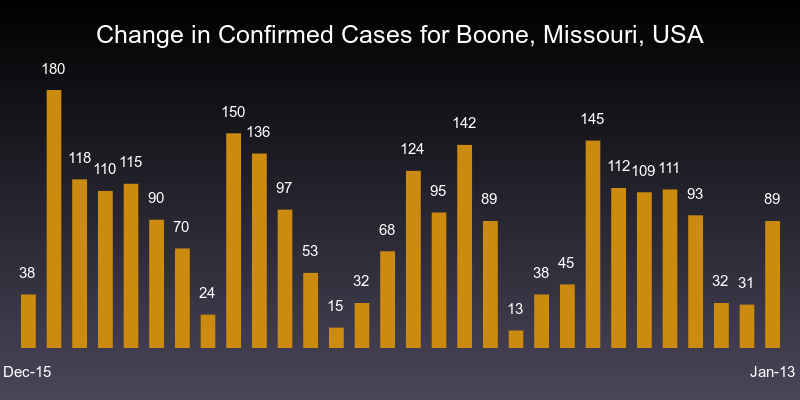 Change in Confirmed Cases for Boone, Missouri, USA
38 180 118 110 115 90 70 24 150 136 97 53 15 32 68 124 95 142 89 13 38 45 145 112 109 111 93 32 31 89
Dec-15 Jan-13